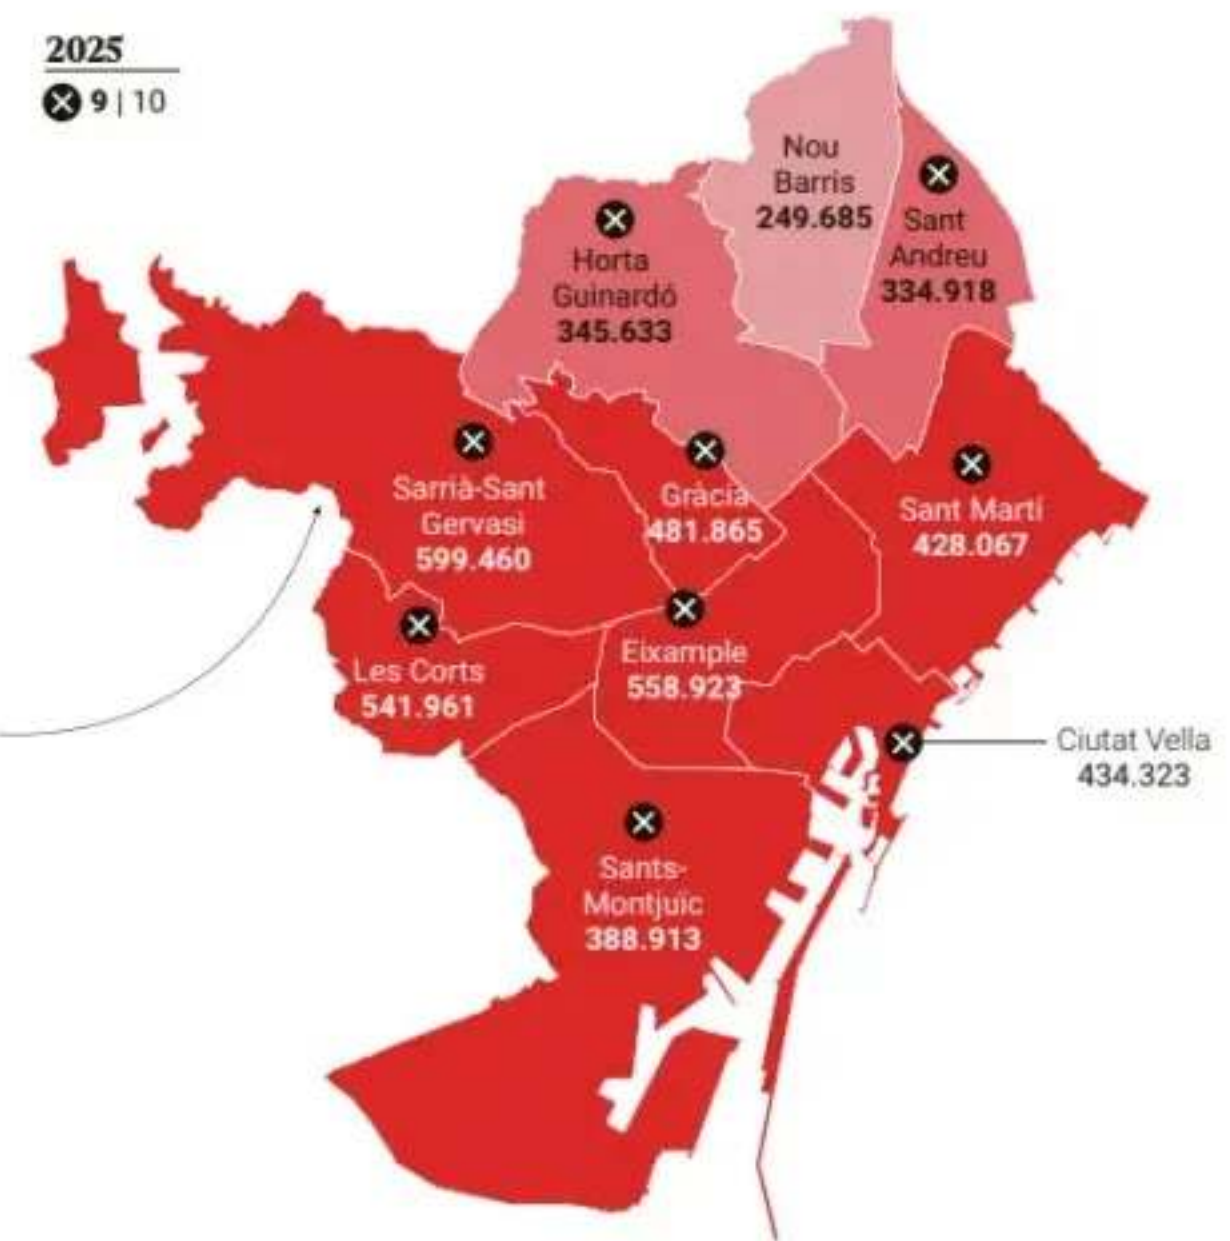 2025
9 | 10
Nou
Barris
249.685
Sant
Andreu
334.918
Horta
Guinardó
345.633
Sarrià-Sant
Gervasi
599.460
Gràcia
481.865
Sant Martí
428.067
Les Corts
541.961
Eixample
558.923
Ciutat Vella
434.323
Sants-
Montjuïc
388.913